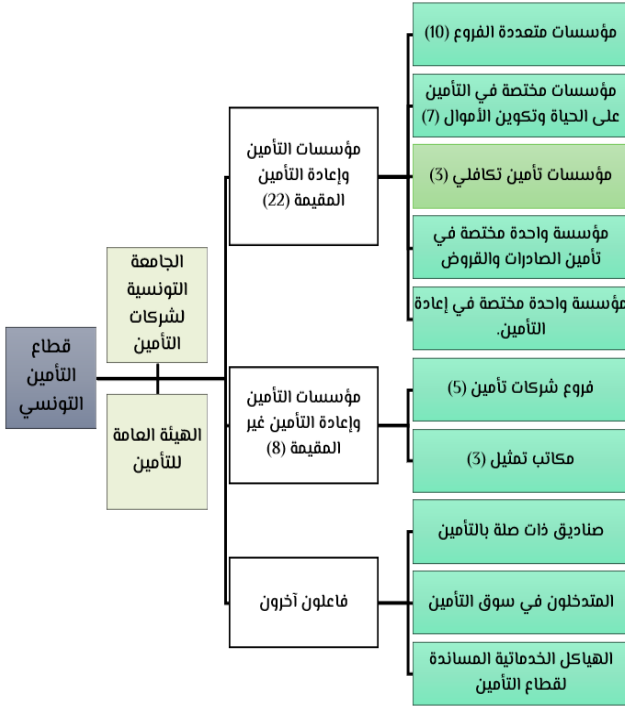 قطاع
التأمين
التونسي
الجامعة
التونسية
لشركات
التأمين
الهيئة العامة
للتأمين
مؤسسات التأمين
وإعادة التأمين
المقيمة (22)
مؤسسات متعددة الفروع (10)
مؤسسات مختصة في التأمين
على الحياة وتكوين الأموال (7)
مؤسسات تأمين تكافلي (3)
مؤسسة واحدة مختصة في
تأمين الصادرات والقروض
مؤسسة واحدة مختصة في إعادة
التأمين.
مؤسسات التأمين
وإعادة التأمين غير
المقيمة (8)
فروع شركات تأمين (5)
مكاتب تمثيل (3)
فاعلون آخرون
صناديق ذات صلة بالتأمين
المتدخلون في سوق التأمين
الهياكل الخدماتية المساندة
لقطاع التأمين